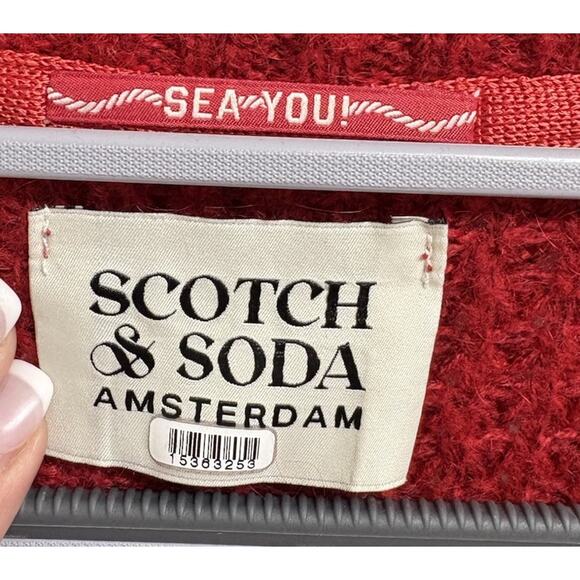 SEA YOU!
SCOTCH
& SODA
AMSTERDAM
15363253